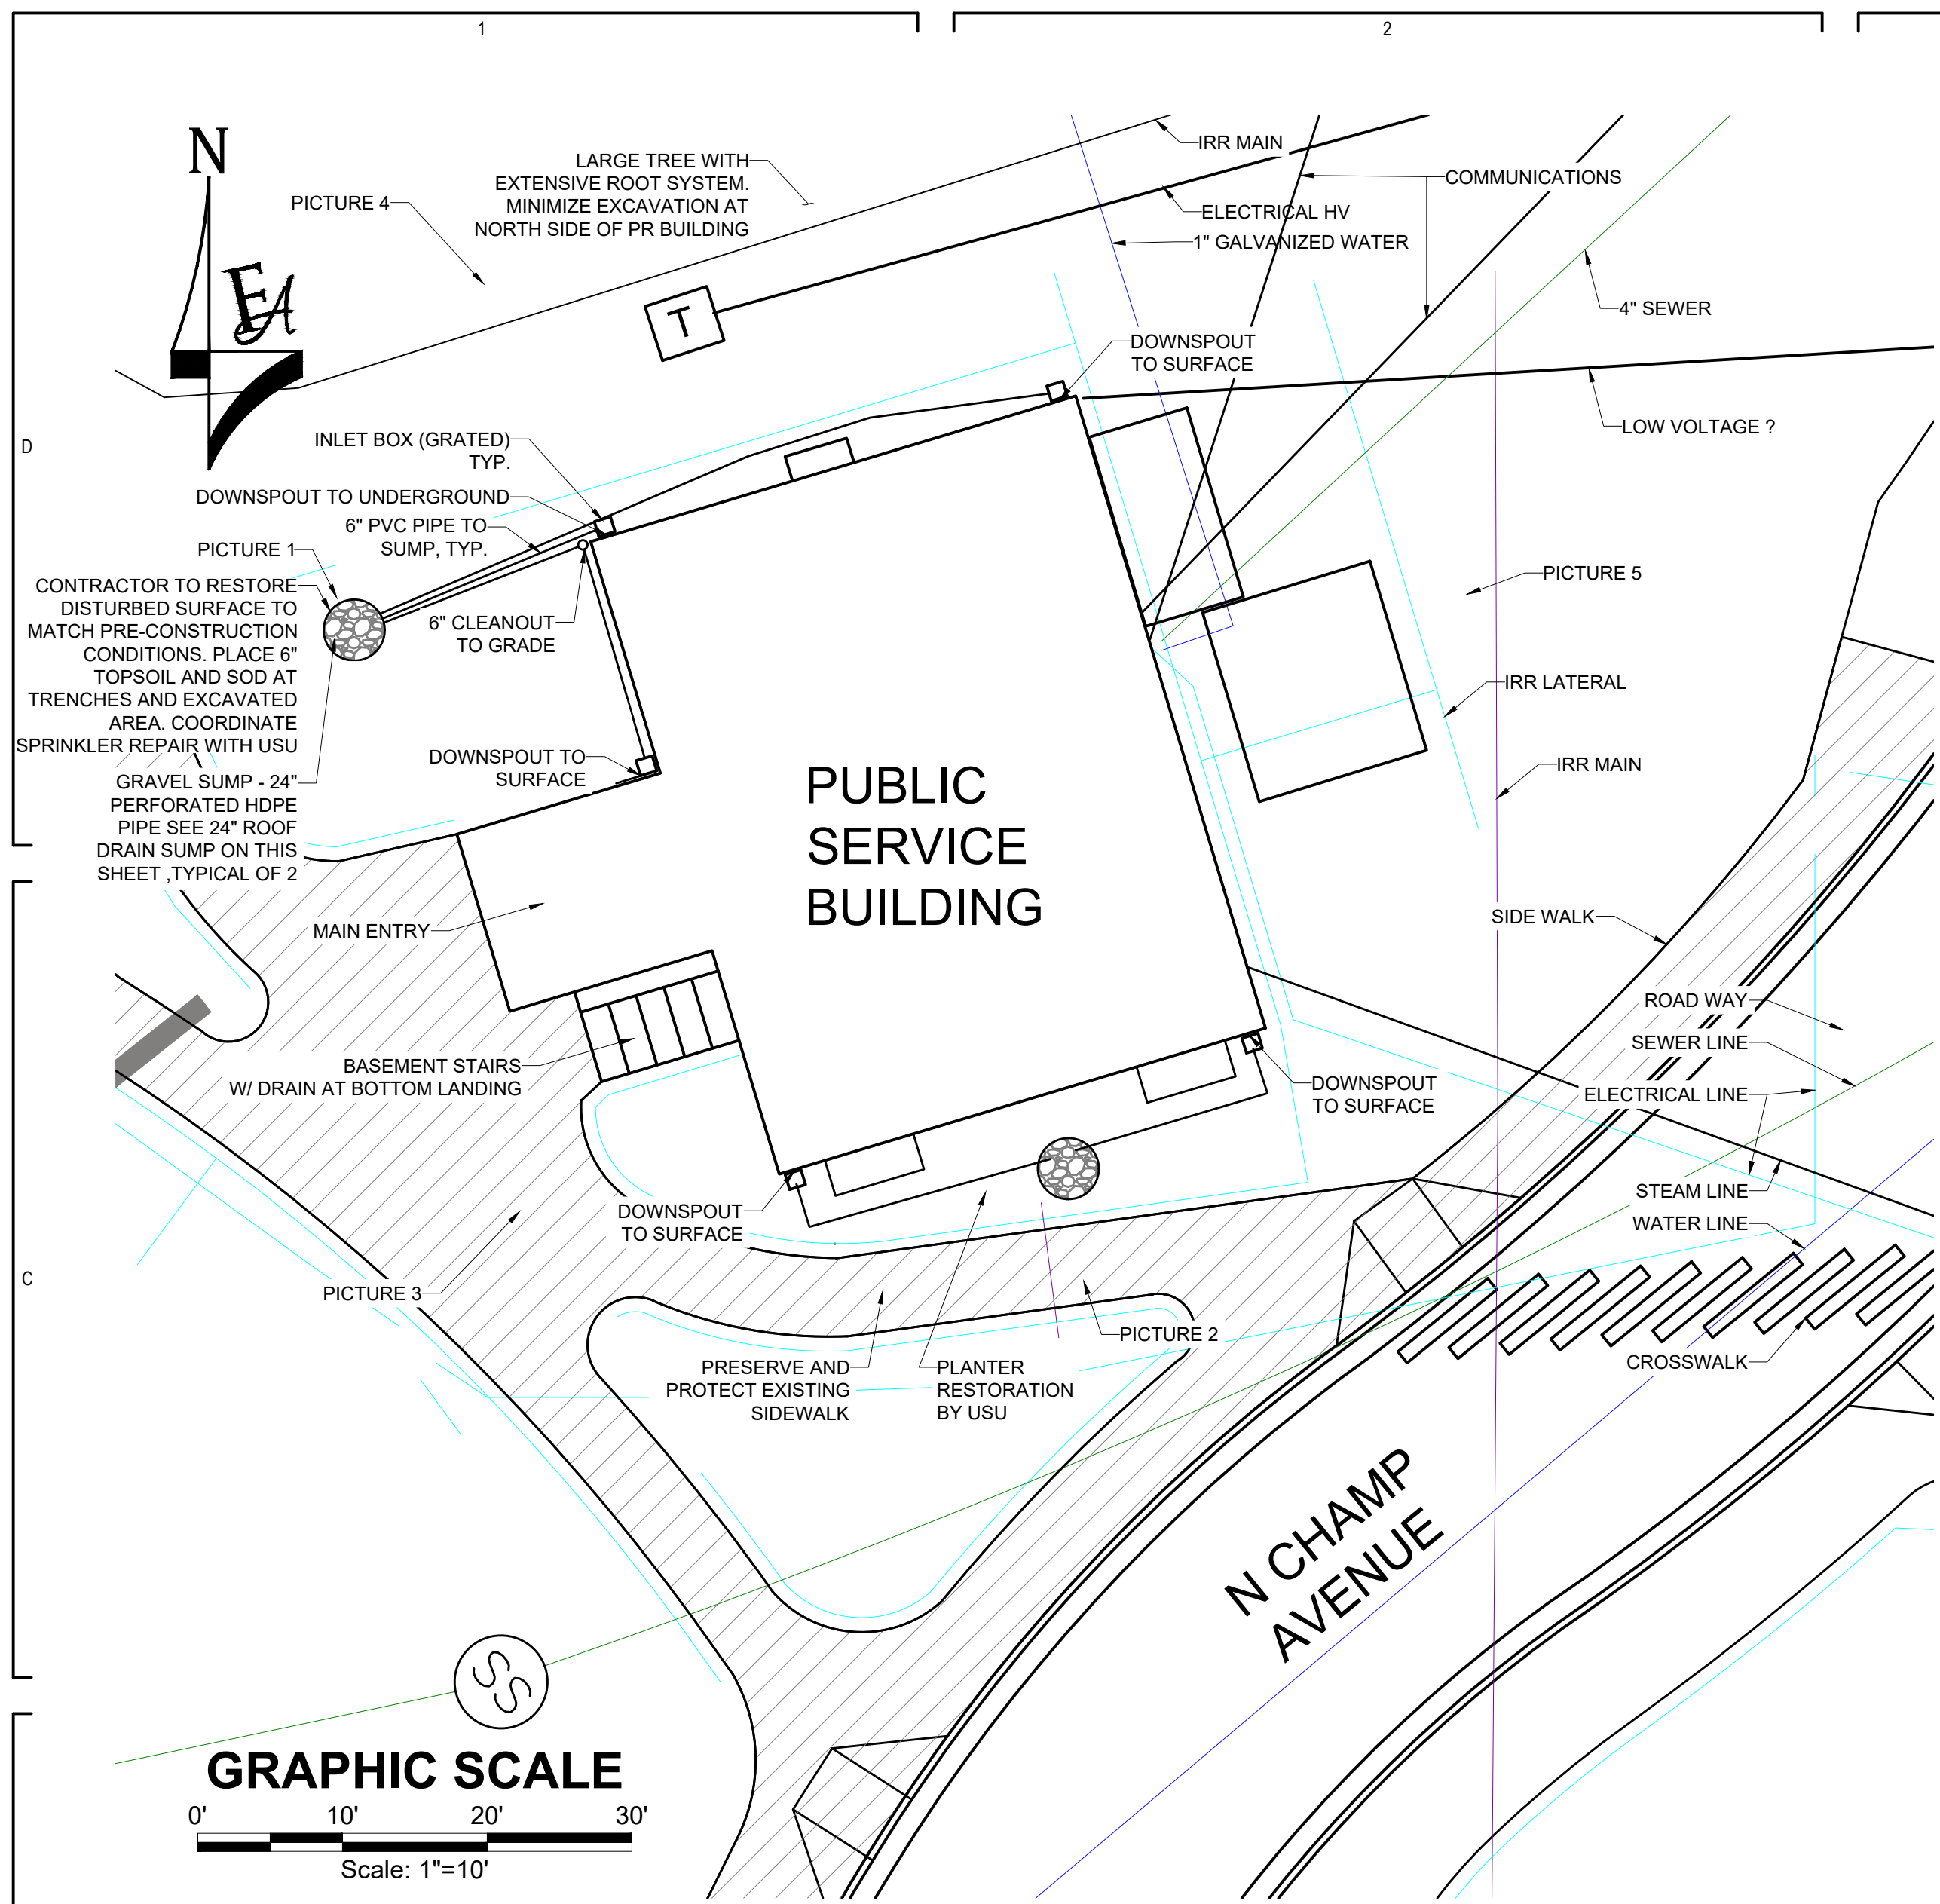 1
2
N
EA
PICTURE 4
LARGE TREE WITH
EXTENSIVE ROOT SYSTEM.
MINIMIZE EXCAVATION AT
NORTH SIDE OF PR BUILDING
IRR MAIN
COMMUNICATIONS
ELECTRICAL HV
1" GALVANIZED WATER
4" SEWER
T
DOWNSPOUT
TO SURFACE
LOW VOLTAGE ?
D
INLET BOX (GRATED)
TYP.
DOWNSPOUT TO UNDERGROUND
6" PVC PIPE TO
SUMP, TYP.
PICTURE 1
CONTRACTOR TO RESTORE
DISTURBED SURFACE TO
MATCH PRE-CONSTRUCTION
CONDITIONS. PLACE 6"
TOPSOIL AND SOD AT
TRENCHES AND EXCAVATED
AREA. COORDINATE
SPRINKLER REPAIR WITH USU
6" CLEANOUT
TO GRADE
PICTURE 5
IRR LATERAL
DOWNSPOUT TO
SURFACE
GRAVEL SUMP - 24"
PERFORATED HDPE
PIPE SEE 24" ROOF
DRAIN SUMP ON THIS
SHEET ,TYPICAL OF 2
PUBLIC
SERVICE
BUILDING
IRR MAIN
MAIN ENTRY
SIDE WALK
ROAD WAY
SEWER LINE
BASEMENT STAIRS
W/ DRAIN AT BOTTOM LANDING
DOWNSPOUT
TO SURFACE
ELECTRICAL LINE
STEAM LINE
WATER LINE
DOWNSPOUT
TO SURFACE
C
PICTURE 3
PICTURE 2
PRESERVE AND
PROTECT EXISTING
SIDEWALK
PLANTER
RESTORATION
BY USU
CROSSWALK
N CHAMP
AVENUE
SS
GRAPHIC SCALE
0' 10' 20' 30'
Scale: 1"=10'